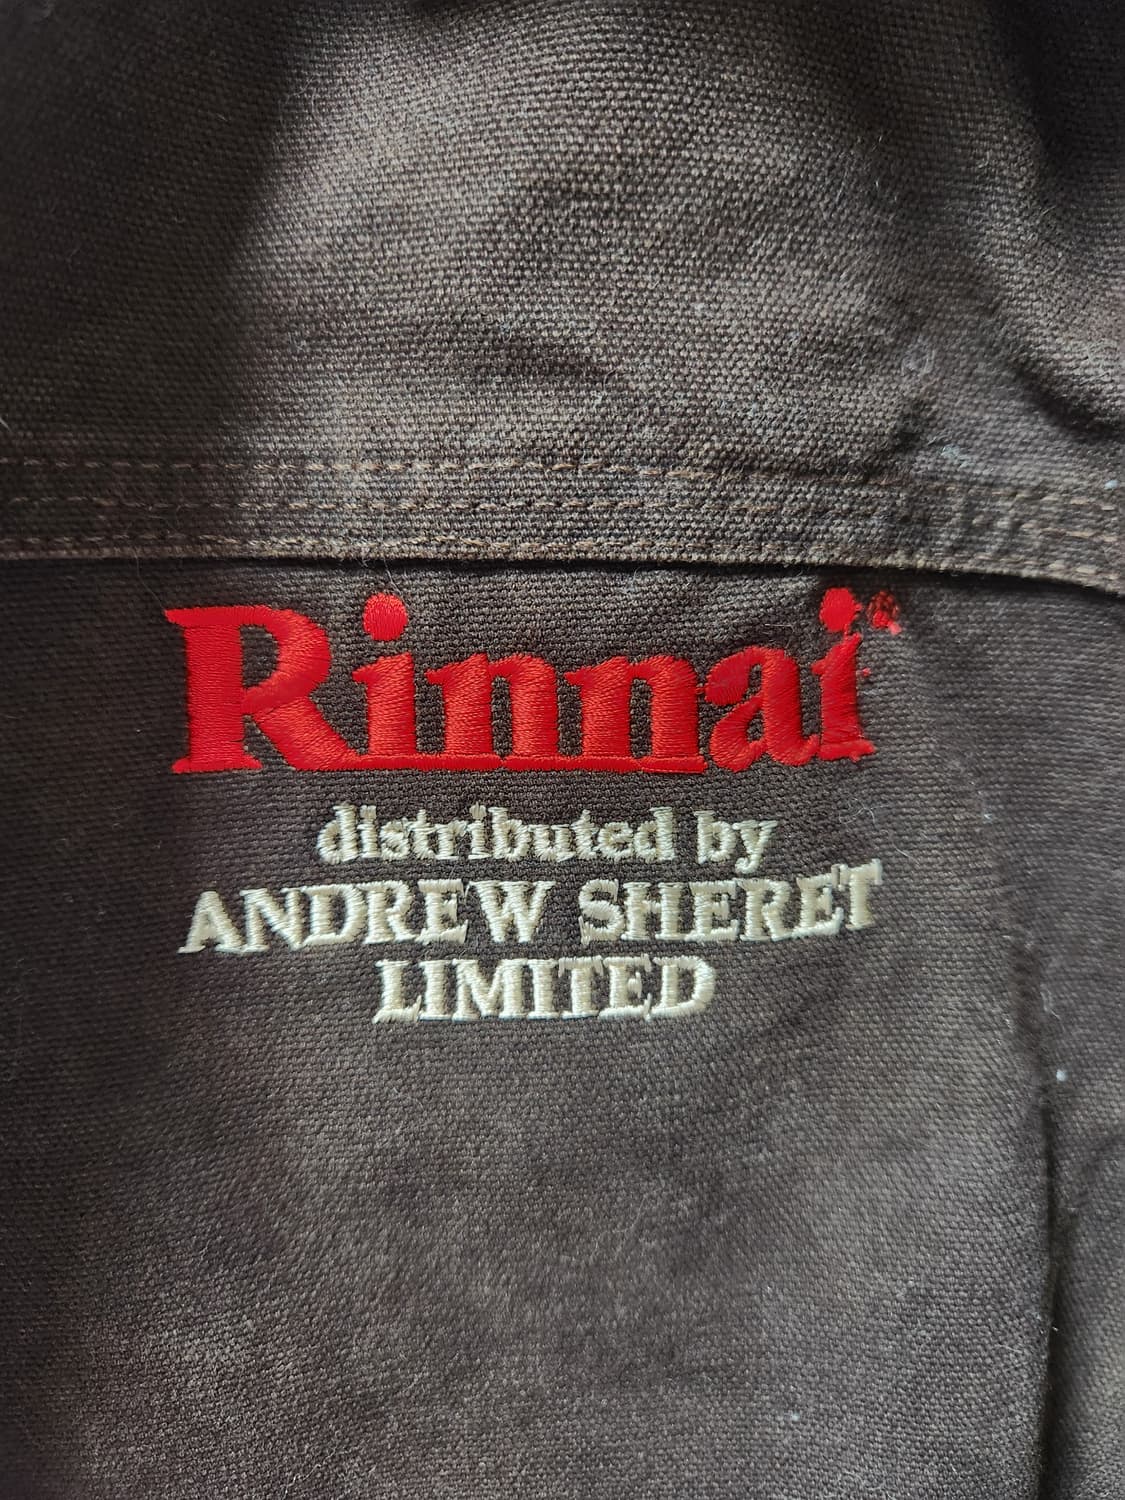 Rinnai®
distributed by
ANDREW SHERET
LIMITED